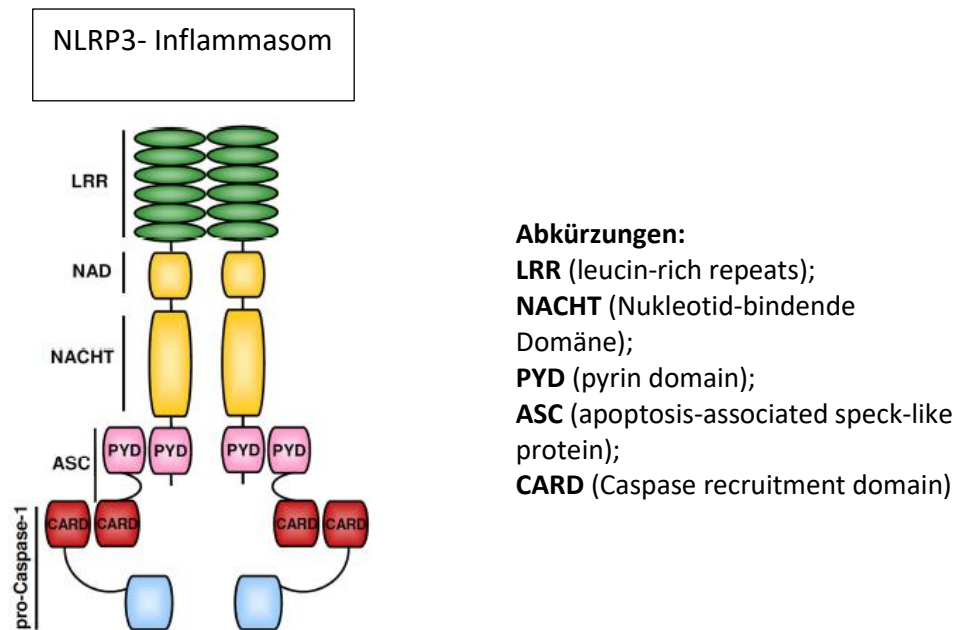 NLRP3- Inflammasom
LRR
NAD
NACHT
PYD PYD PYD PYD
ASC
CARD CARD CARD CARD
pro-Caspase-1
Abkürzungen:
LRR (leucin-rich repeats);
NACHT (Nukleotid-bindende
Domäne);
PYD (pyrin domain);
ASC (apoptosis-associated speck-like
protein);
CARD (Caspase recruitment domain)